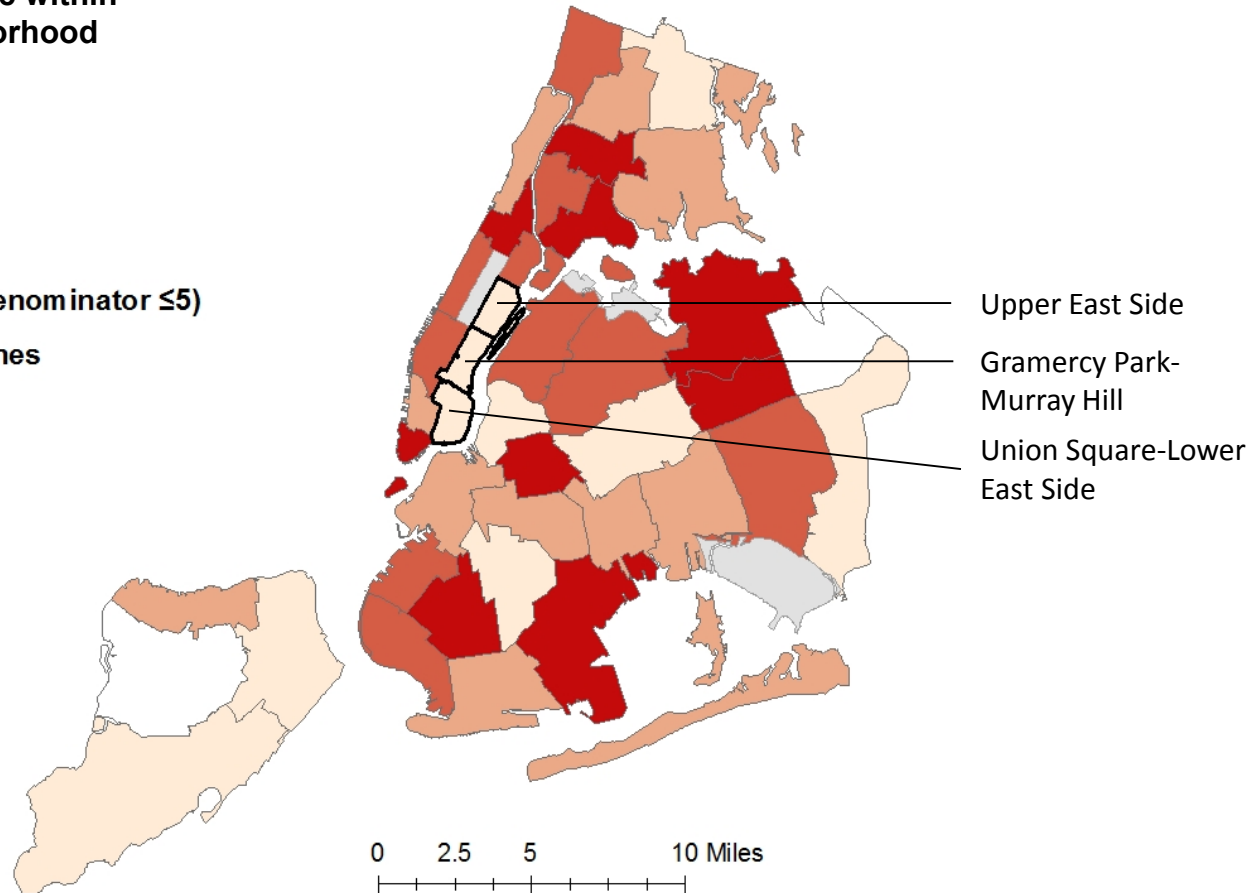 within
orhood
enominator ≤5)
nes
Upper East Side
Gramercy Park-
Murray Hill
Union Square-Lower
East Side
0 2.5 5 10 Miles